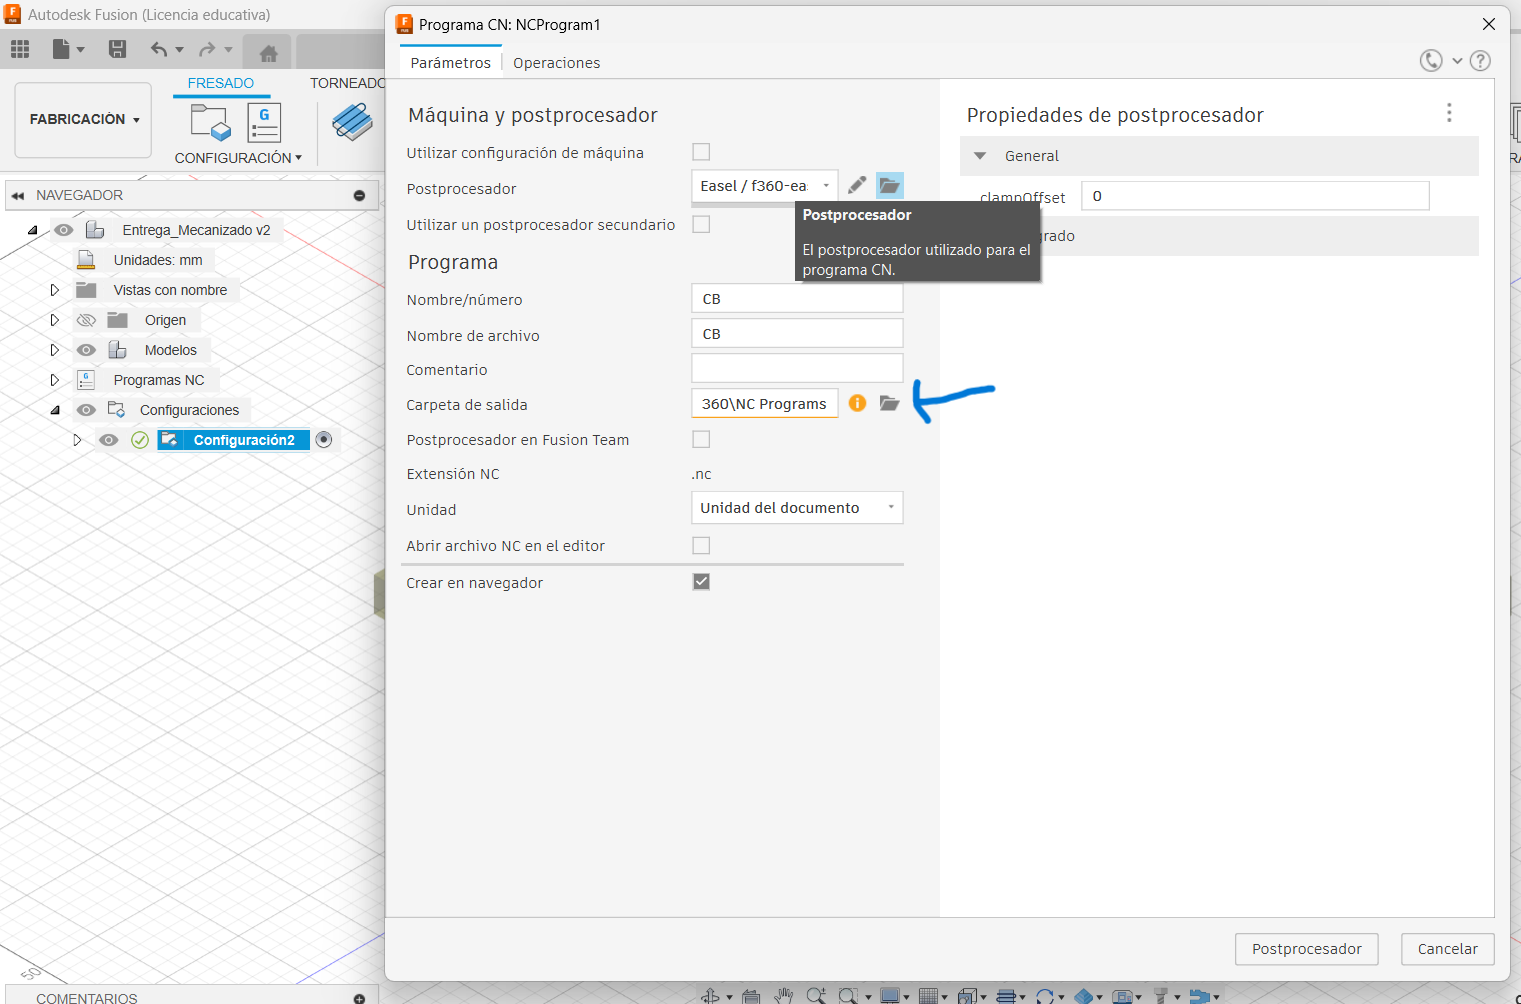 Autodesk Fusion (Licencia educativa)
FABRICACIÓN
FRESADO
TORNEADO
CONFIGURACIÓN
NAVEGADOR
Entrega_Mecanizado v2
Unidades: mm
Vistas con nombre
Origen
Modelos
Programas NC
Configuraciones
Configuración2
50
COMENTARIOS
Programa CN: NCProgram1
Parámetros
Operaciones
Máquina y postprocesador
Utilizar configuración de máquina
Postprocesador
Easel / f360-ea
Utilizar un postprocesador secundario
Postprocesador
El postprocesador utilizado para el
programa CN.
Programa
Nombre/número
CB
Nombre de archivo
CB
Comentario
Carpeta de salida
360\NC Programs
Postprocesador en Fusion Team
Extensión NC
.nc
Unidad
Unidad del documento
Abrir archivo NC en el editor
Crear en navegador
Propiedades de postprocesador
General
clampOffset
0
grado
Postprocesador
Cancelar